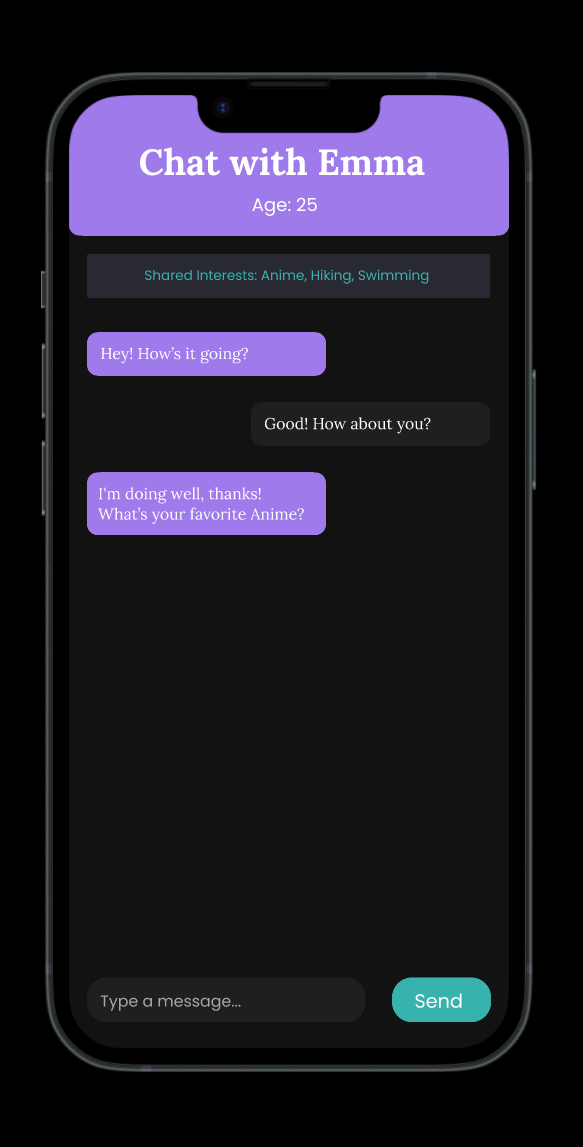 Chat with Emma
Age: 25
Shared Interests: Anime, Hiking, Swimming
Hey! How’s it going?
Good! How about you?
I'm doing well, thanks!
What’s your favorite Anime?
Type a message...
Send